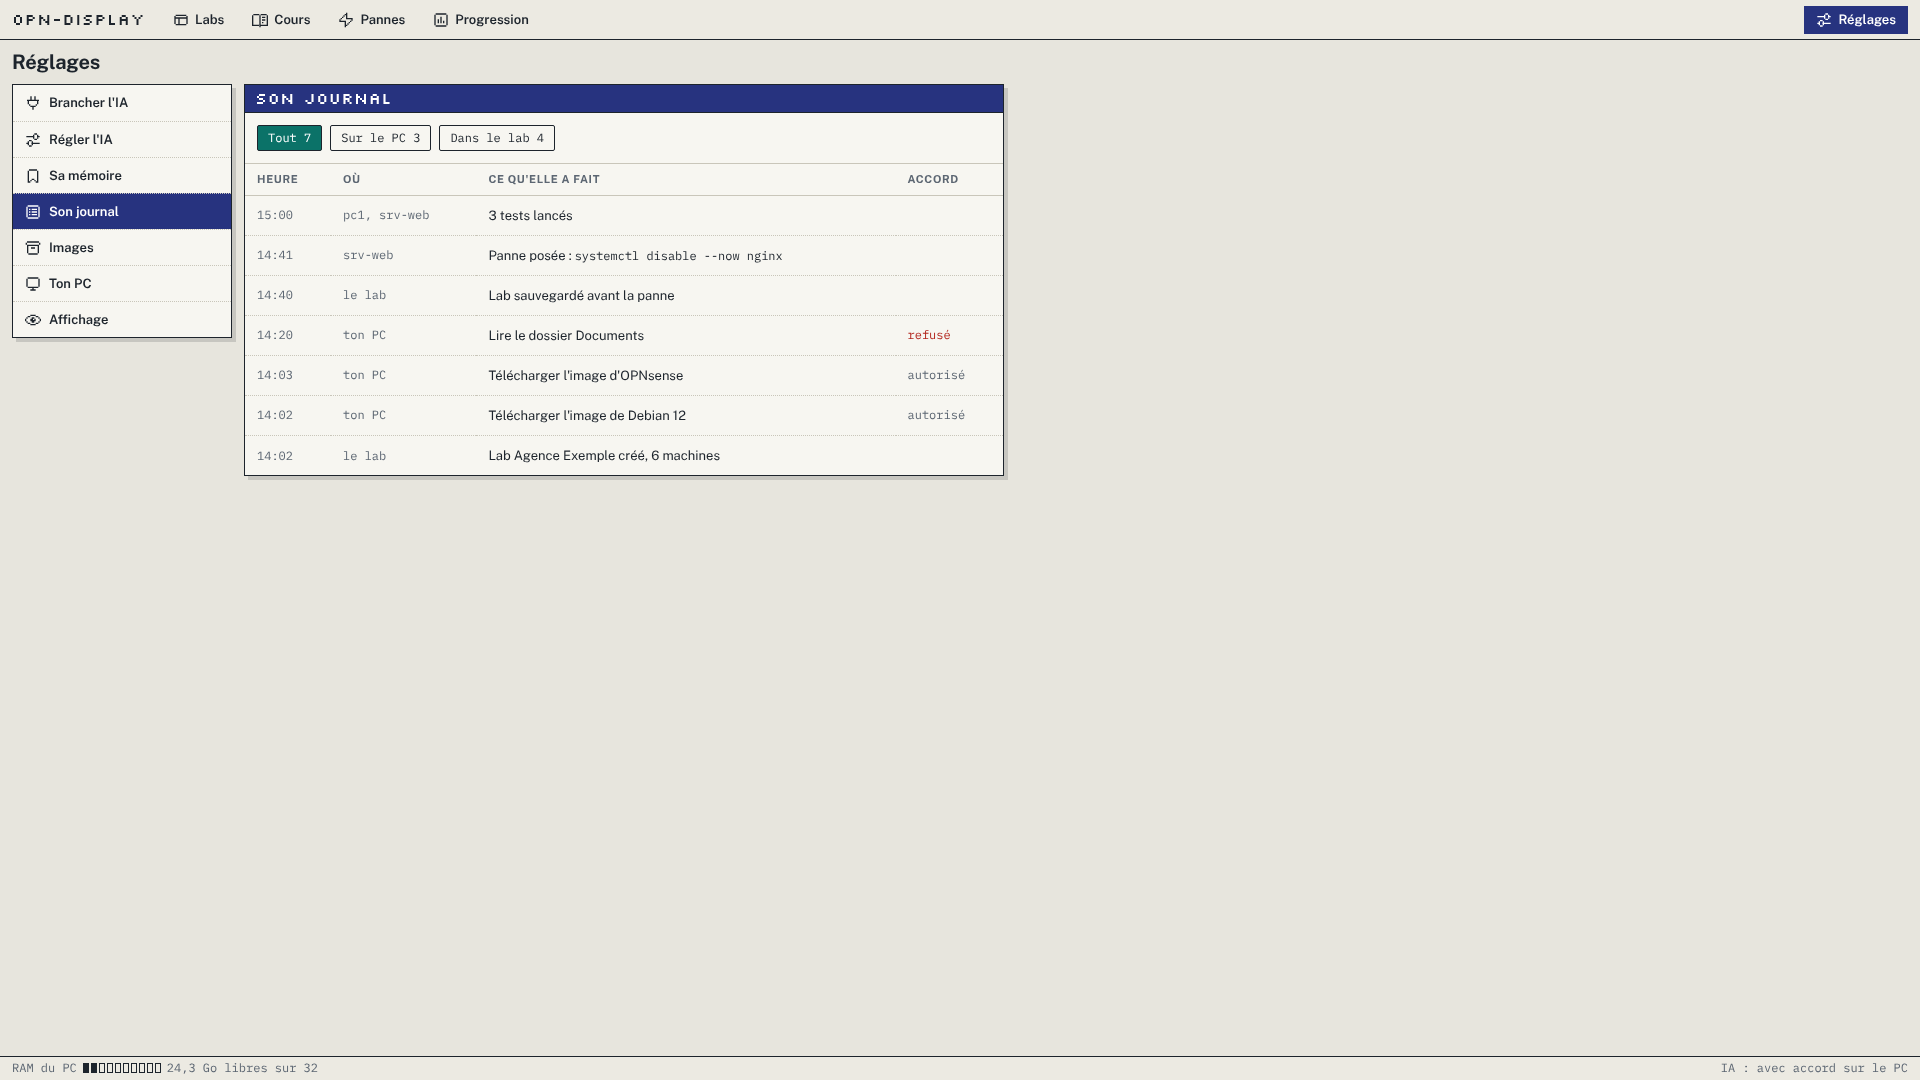 OPN-DISPLAY Labs Cours Pannes Progression Réglages
Réglages
Brancher l'IA
Régler l'IA
Sa mémoire
Son journal
Images
Ton PC
Affichage
SON JOURNAL
Tout 7 Sur le PC 3 Dans le lab 4
HEURE OÙ CE QU'ELLE A FAIT ACCORD
15:00 pc1, srv-web 3 tests lancés
14:41 srv-web Panne posée : systemctl disable --now nginx
14:40 le lab Lab sauvegardé avant la panne
14:20 ton PC Lire le dossier Documents refusé
14:03 ton PC Télécharger l'image d'OPNsense autorisé
14:02 ton PC Télécharger l'image de Debian 12 autorisé
14:02 le lab Lab Agence Exemple créé, 6 machines
RAM du PC 24,3 Go libres sur 32 IA : avec accord sur le PC